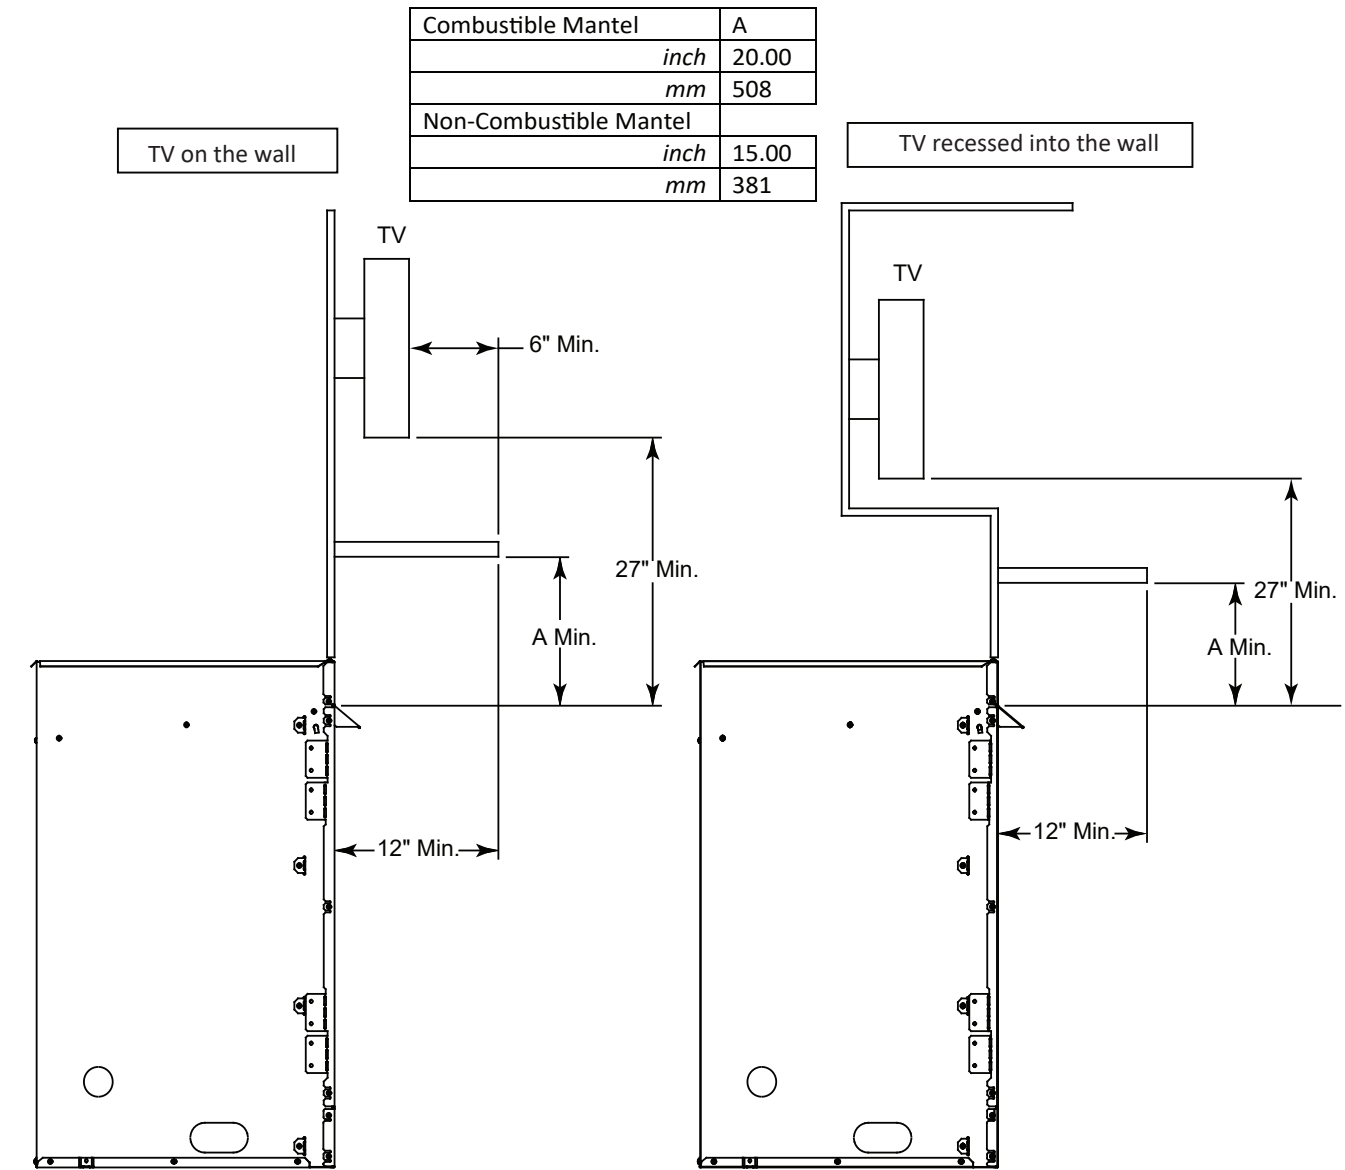 Combustible Mantel A
inch 20.00
mm 508
Non-Combustible Mantel
inch 15.00
mm 381
TV on the wall
TV recessed into the wall
TV
6" Min.
27" Min.
A Min.
12" Min.
TV
27" Min.
A Min.
12" Min.